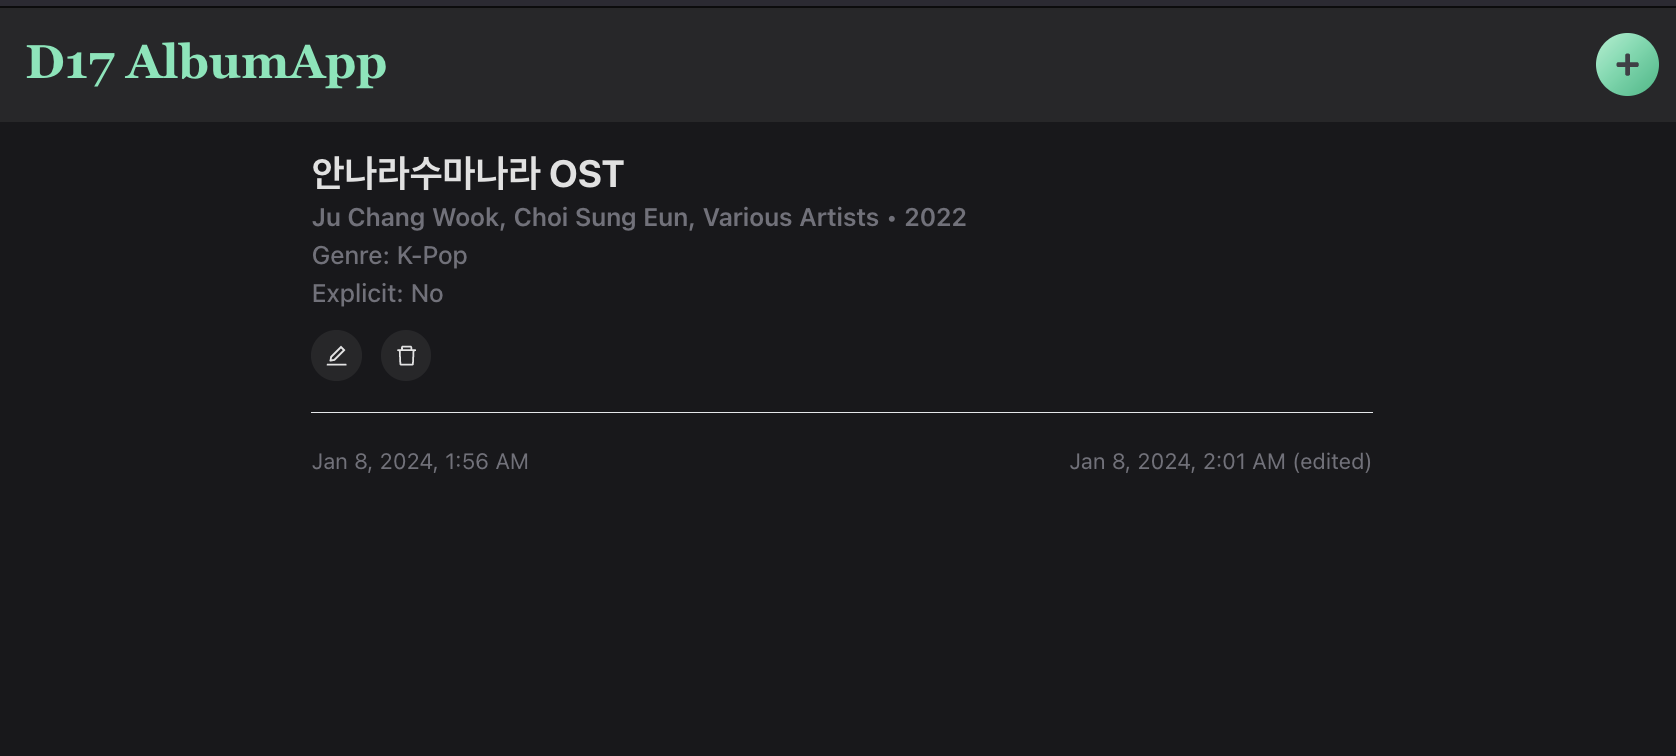 D17 AlbumApp
안나라수마나라 OST
Ju Chang Wook, Choi Sung Eun, Various Artists • 2022
Genre: K-Pop
Explicit: No
Jan 8, 2024, 1:56 AM
Jan 8, 2024, 2:01 AM (edited)